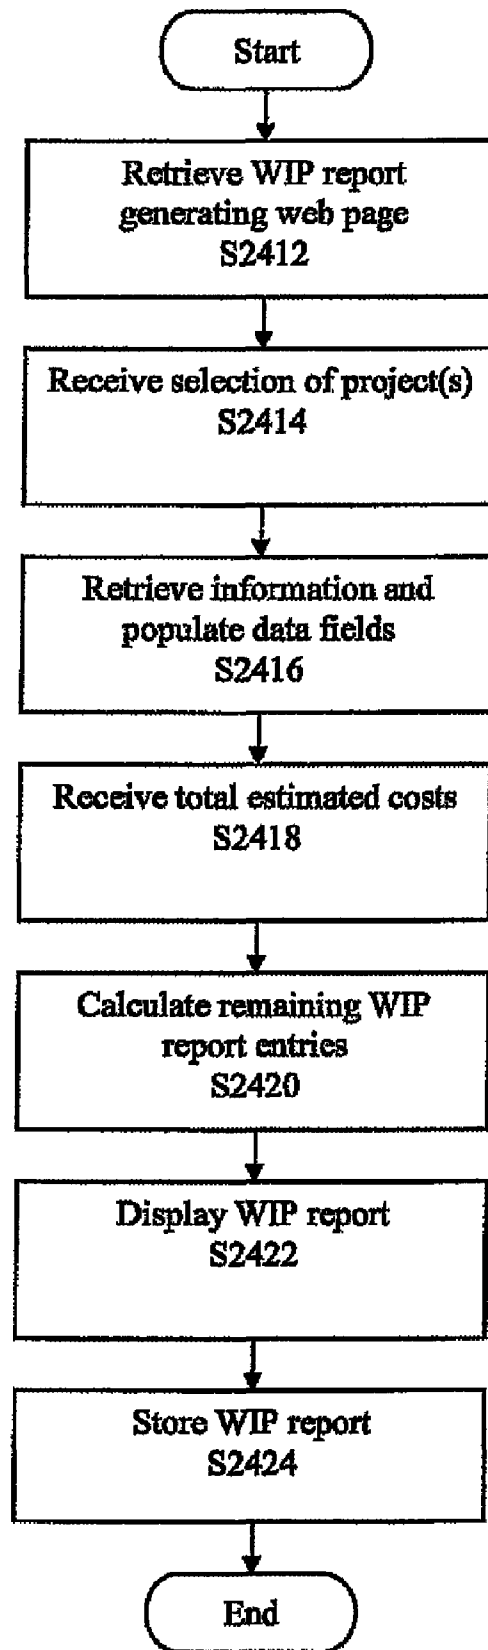 Start
Retrieve WIP report
generating web page
S2412
Receive selection of project(s)
S2414
Retrieve information and
populate data fields
S2416
Receive total estimated costs
S2418
Calculate remaining WIP
report entries
S2420
Display WIP report
S2422
Store WIP report
S2424
End